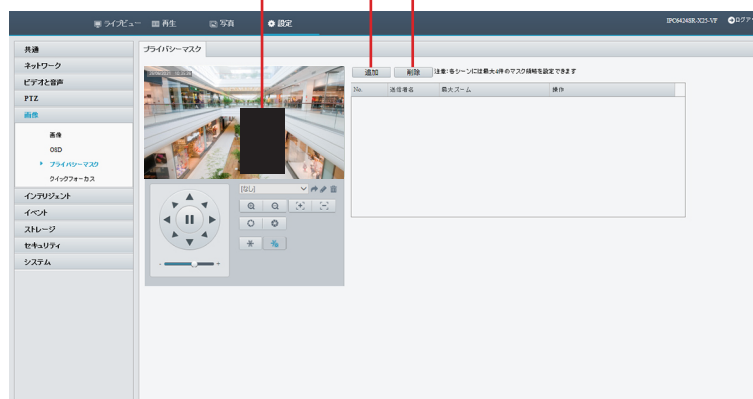 ライブビュー 再生 写真 設定 IPC6424SR-X25-VF ログア
共通
ネットワーク
ビデオと音声
PTZ
画像
画像
OSD
プライバシーマスク
クイックフォーカス
インテリジェント
イベント
ストレージ
セキュリティ
システム
プライバシーマスク
[なし]
- +
追加 削除 注意:各シーンには最大4件のマスク領域を設定できます
No. 送信者名 最大ズーム 操作